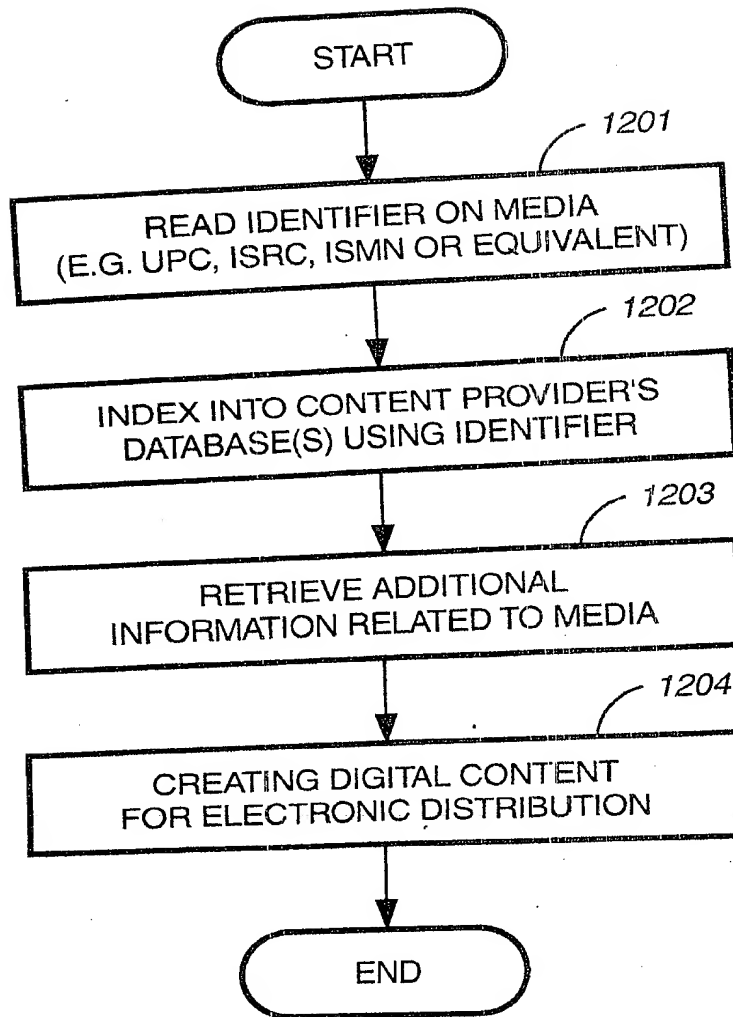 START
1201
READ IDENTIFIER ON MEDIA
(E.G. UPC, ISRC, ISMN OR EQUIVALENT)
1202
INDEX INTO CONTENT PROVIDER'S
DATABASE(S) USING IDENTIFIER
1203
RETRIEVE ADDITIONAL
INFORMATION RELATED TO MEDIA
1204
CREATING DIGITAL CONTENT
FOR ELECTRONIC DISTRIBUTION
END